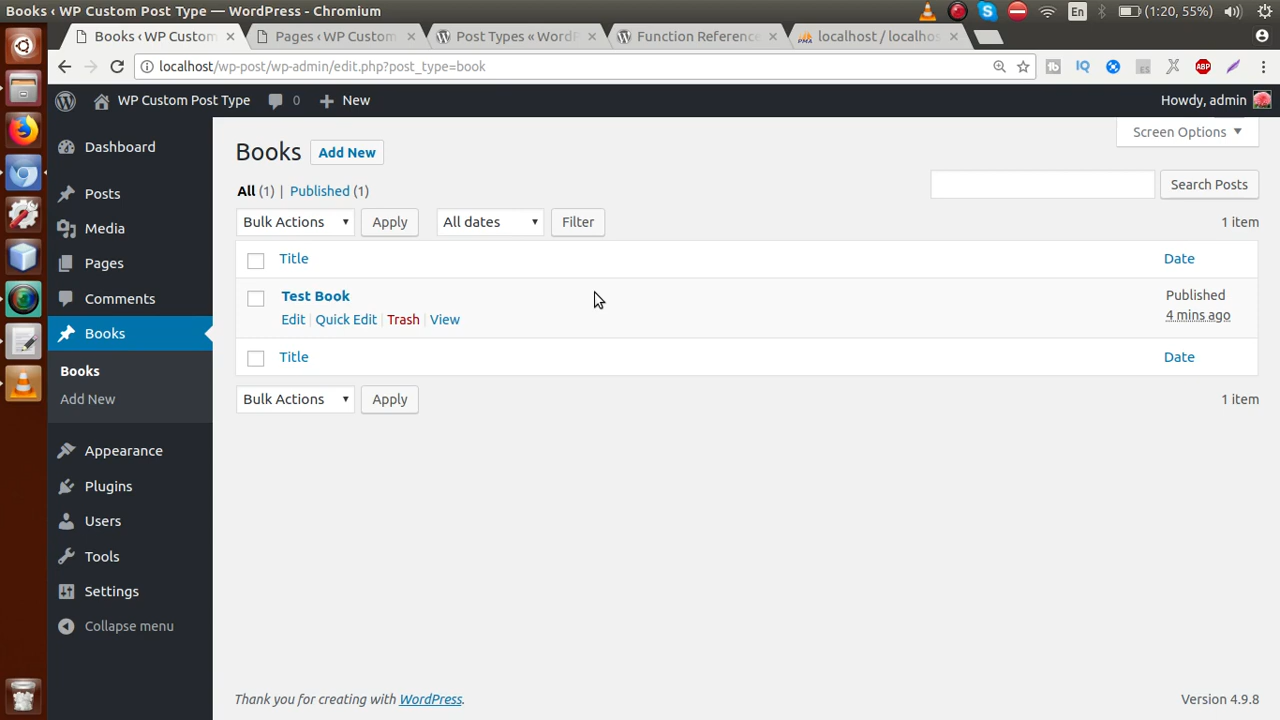 Books ‹ WP Custom Post Type — WordPress - Chromium
En
(1:20, 55%)
Books ‹ WP Custom
Pages ‹ WP Custom
Post Types « WordP
Function Reference
localhost / localhos
localhost/wp-post/wp-admin/edit.php?post_type=book
IQ
ABP
WP Custom Post Type
0
New
Howdy, admin
Screen Options
Dashboard
Posts
Media
Pages
Comments
Books
Books
Add New
Appearance
Plugins
Users
Tools
Settings
Collapse menu
Books
Add New
All (1) | Published (1)
Search Posts
Bulk Actions
Apply
All dates
Filter
1 item
Title
Date
Test Book
Edit | Quick Edit | Trash | View
Published
4 mins ago
Title
Date
Bulk Actions
Apply
1 item
Thank you for creating with WordPress.
Version 4.9.8